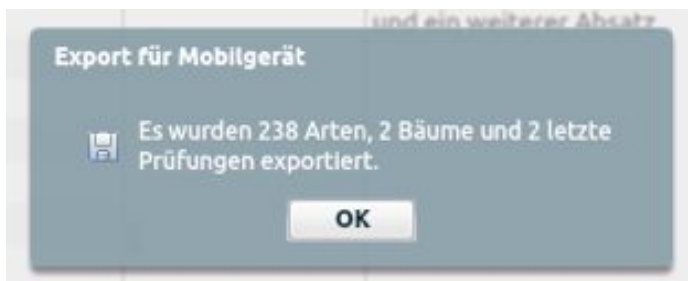 und ein weiterer Absatz
Export für Mobilgerät
Es wurden 238 Arten, 2 Bäume und 2 letzte
Prüfungen exportiert.
OK